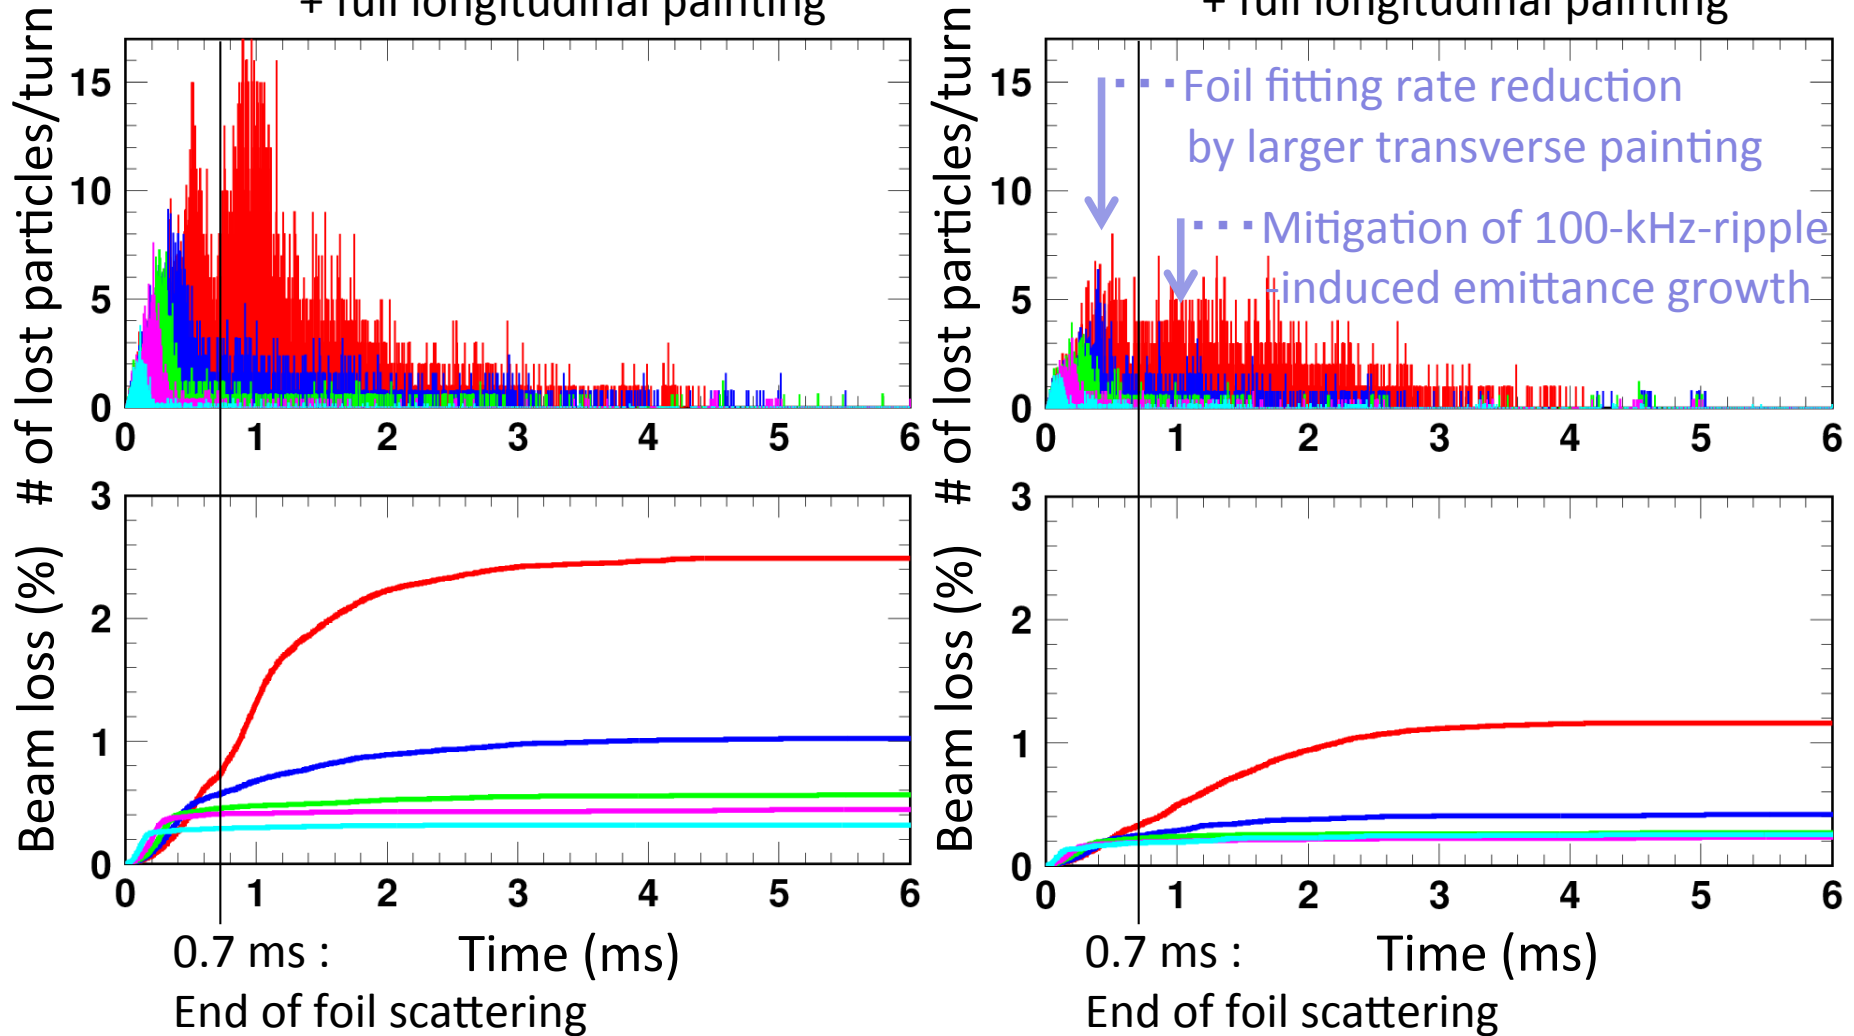 + full longitudinal painting
+ full longitudinal painting
# of lost particles/turn
15
10
5
0
0 1 2 3 4 5 6
# of lost particles/turn
15
10
5
0
0 1 2 3 4 5 6
Foil fitting rate reduction
by larger transverse painting
Mitigation of 100-kHz-ripple
-induced emittance growth
Beam loss (%)
3
2
1
0
0 1 2 3 4 5 6
0.7 ms :
End of foil scattering
Time (ms)
Beam loss (%)
3
2
1
0
0 1 2 3 4 5 6
0.7 ms :
End of foil scattering
Time (ms)